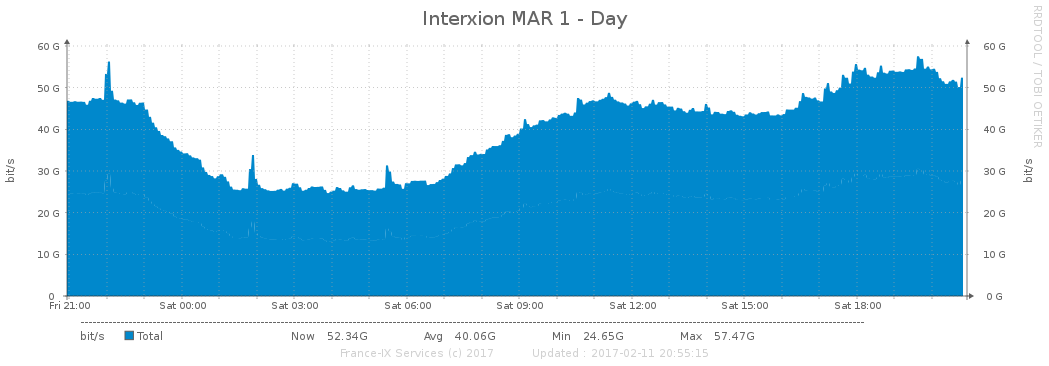 Interxion MAR 1 - Day
RRDTOOL / TOBI OETIKER
60 G 60 G
50 G 50 G
40 G 40 G
30 G 30 G
20 G 20 G
10 G 10 G
0 0 G
bit/s bit/s
Fri 21:00 Sat 00:00 Sat 03:00 Sat 06:00 Sat 09:00 Sat 12:00 Sat 15:00 Sat 18:00
bit/s Total Now 52.34G Avg 40.06G Min 24.65G Max 57.47G
France-IX Services (c) 2017 Updated : 2017-02-11 20:55:15